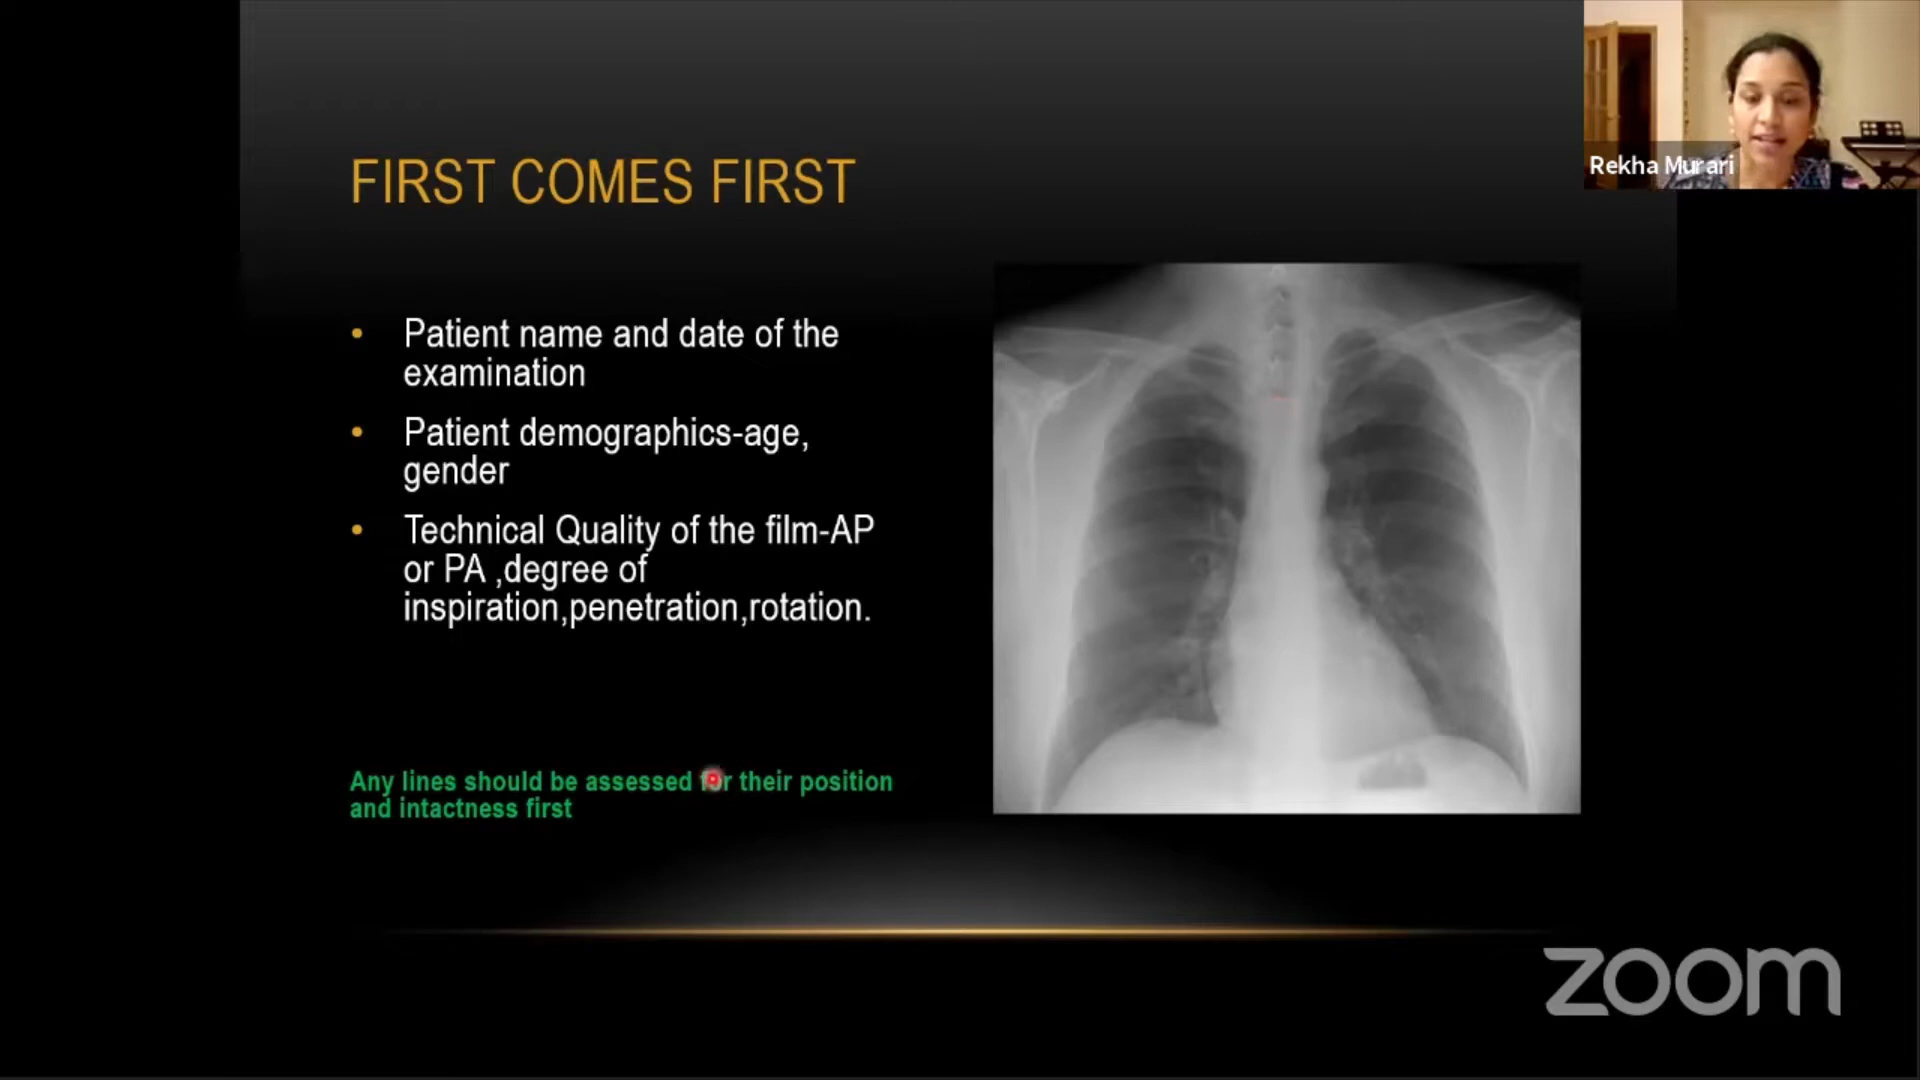 FIRST COMES FIRST
Rekha Murari
• Patient name and date of the
examination
• Patient demographics-age,
gender
• Technical Quality of the film-AP
or PA ,degree of
inspiration,penetration,rotation.
Any lines should be assessed for their position
and intactness first
zoom